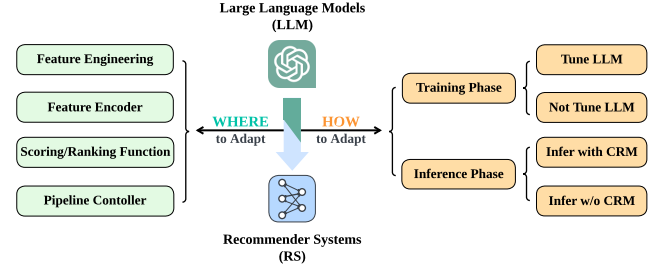 Large Language Models
(LLM)
Feature Engineering
Feature Encoder
Scoring/Ranking Function
Pipeline Contoller
WHERE
to Adapt
HOW
to Adapt
Training Phase
Inference Phase
Tune LLM
Not Tune LLM
Infer with CRM
Infer w/o CRM
Recommender Systems
(RS)